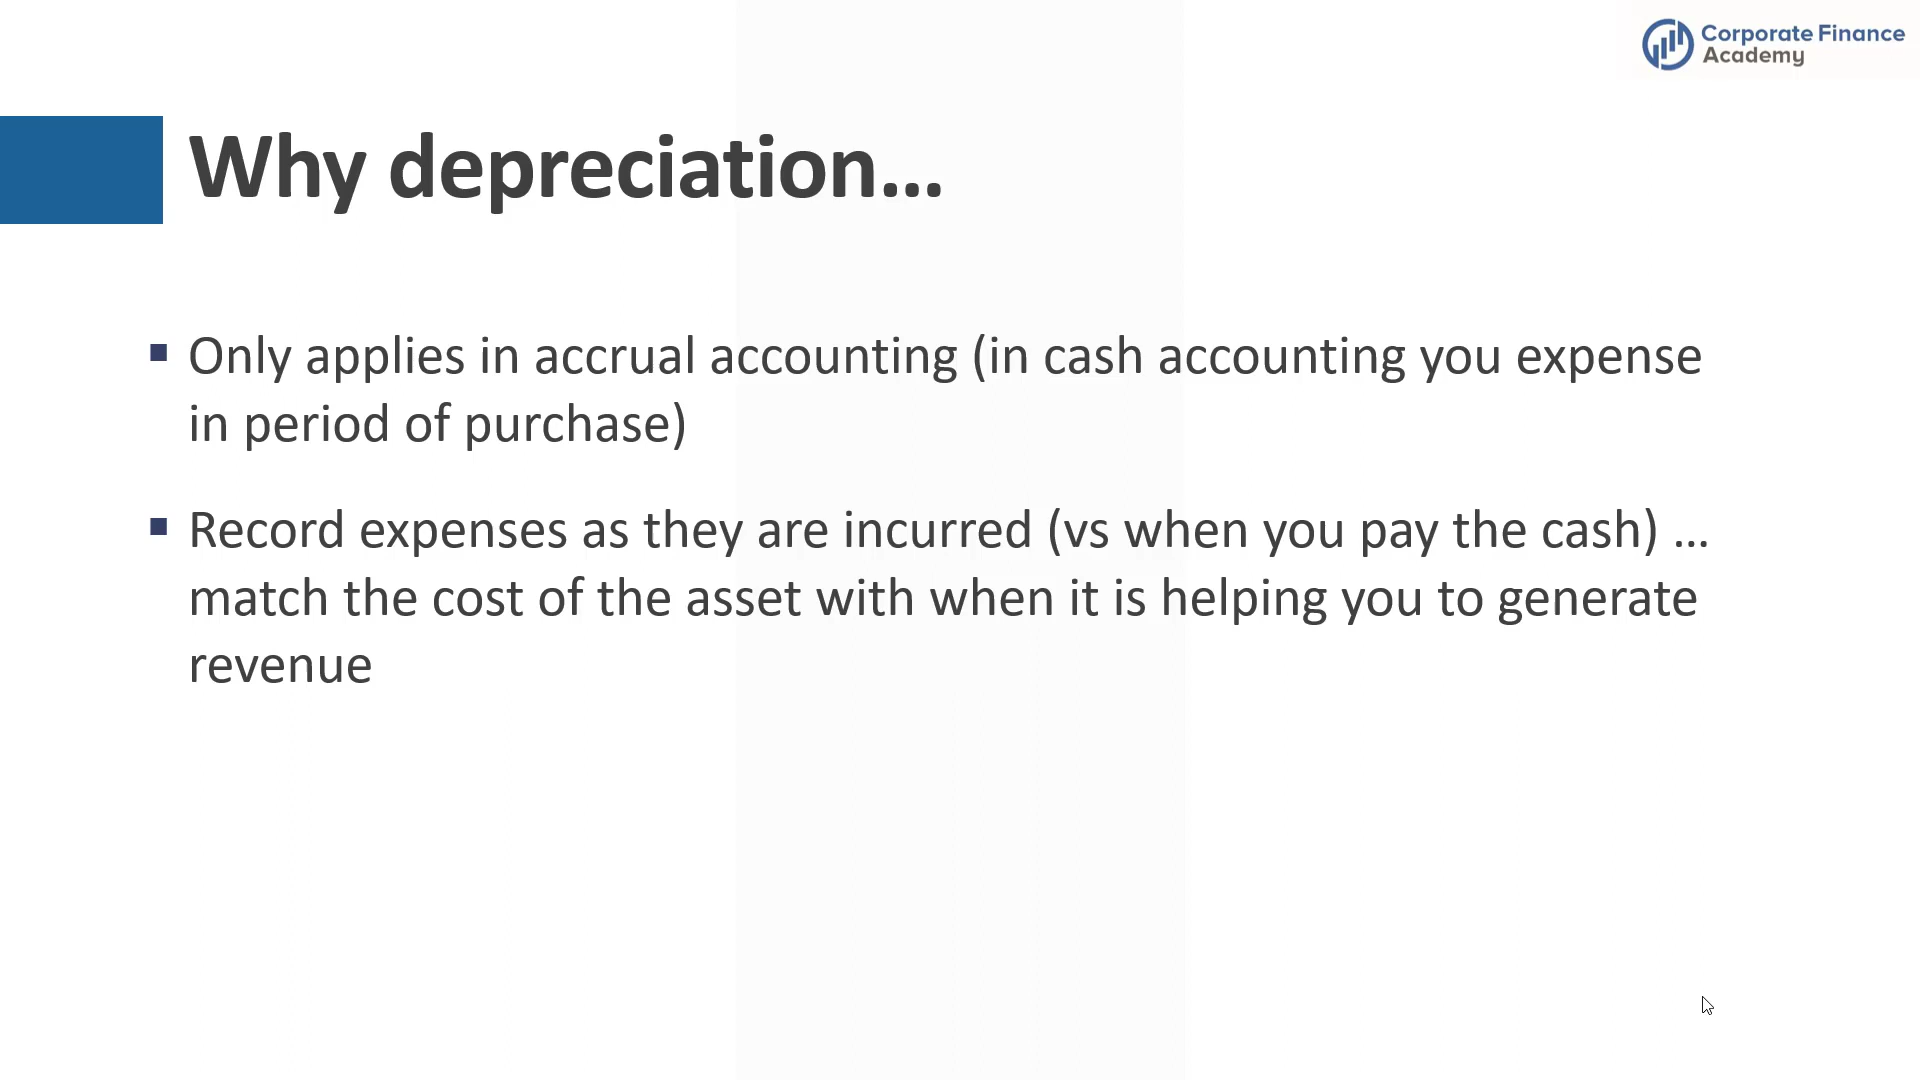 Corporate Finance
Academy
Why depreciation...
Only applies in accrual accounting (in cash accounting you expense
in period of purchase)
Record expenses as they are incurred (vs when you pay the cash) ...
match the cost of the asset with when it is helping you to generate
revenue